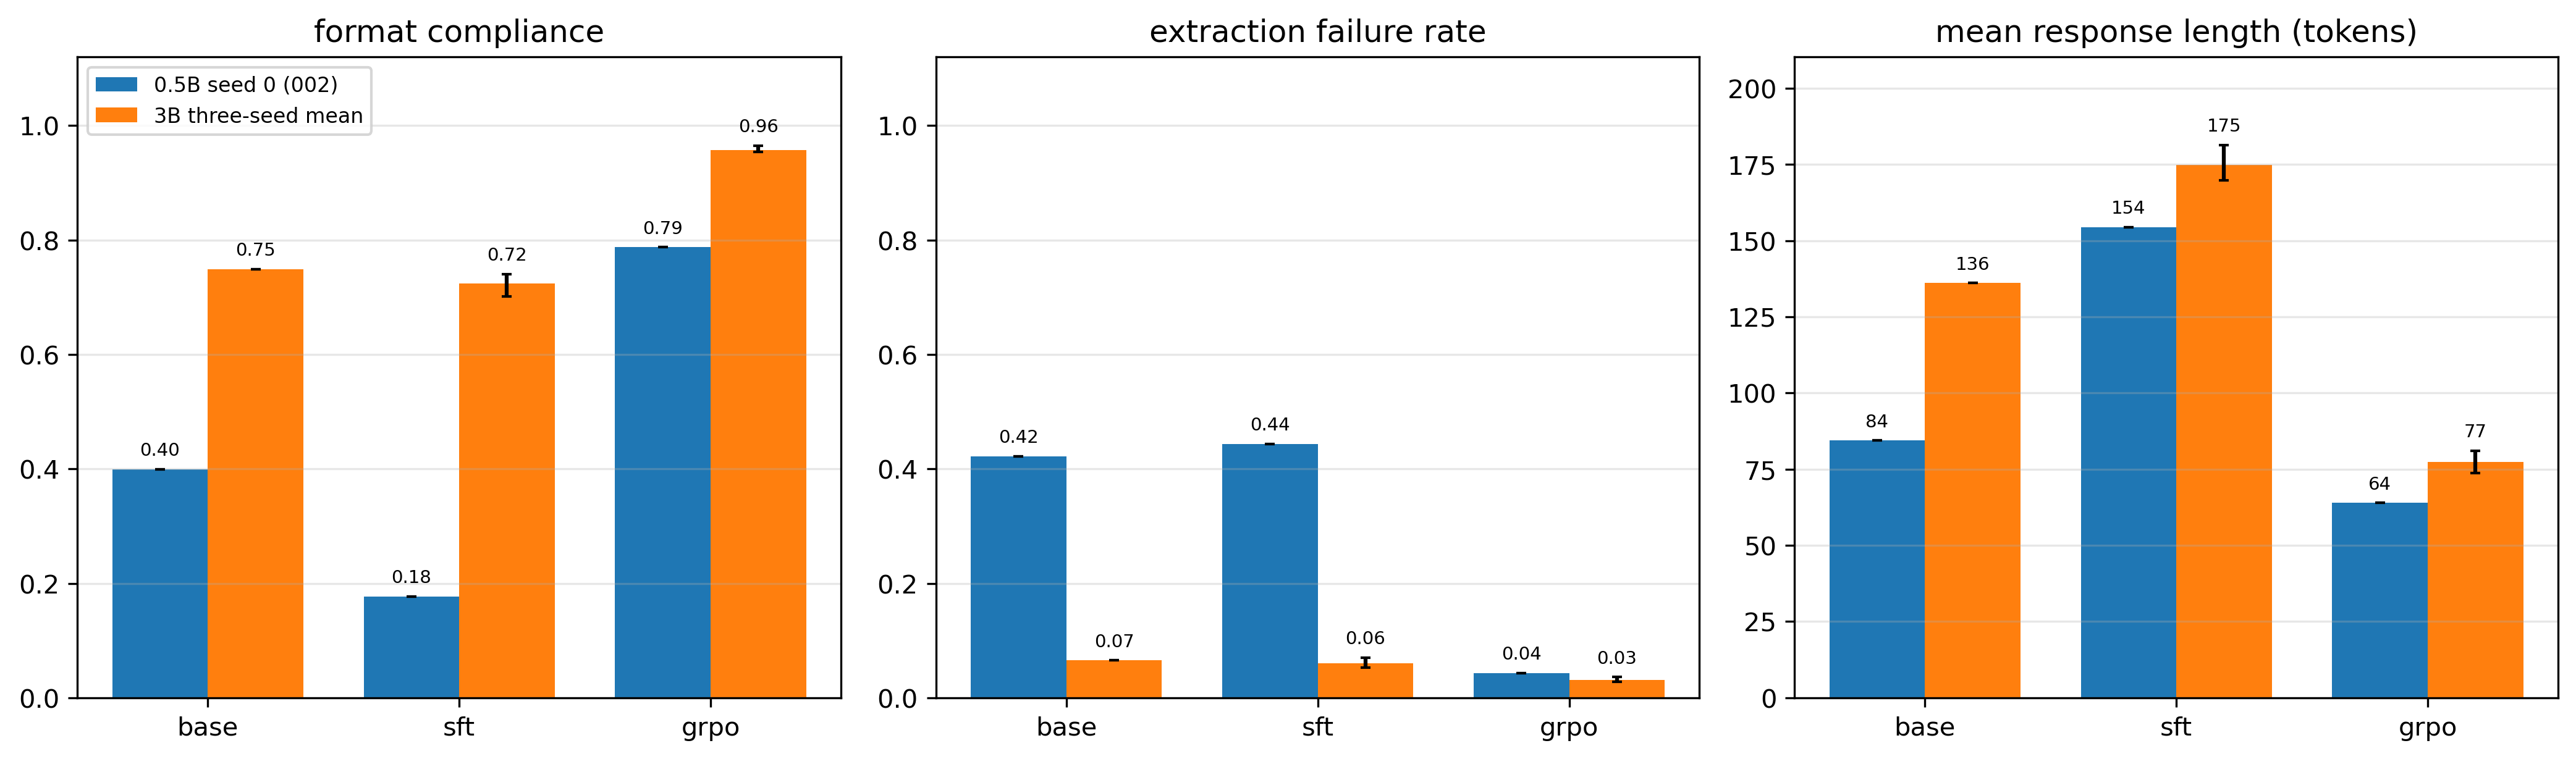 format compliance
0.5B seed 0 (002)
3B three-seed mean
1.0
0.8
0.6
0.4
0.2
0.0
0.40
0.75
0.18
0.72
0.79
0.96
base
sft
grpo
extraction failure rate
1.0
0.8
0.6
0.4
0.2
0.0
0.42
0.07
0.44
0.06
0.04
0.03
base
sft
grpo
mean response length (tokens)
200
175
150
125
100
75
50
25
0
84
136
154
175
64
77
base
sft
grpo